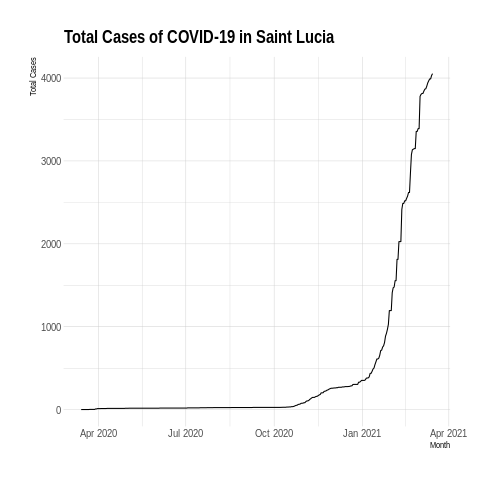 Total Cases of COVID-19 in Saint Lucia
Total Cases
4000
3000
2000
1000
0
Apr 2020 Jul 2020 Oct 2020 Jan 2021 Apr 2021
Month